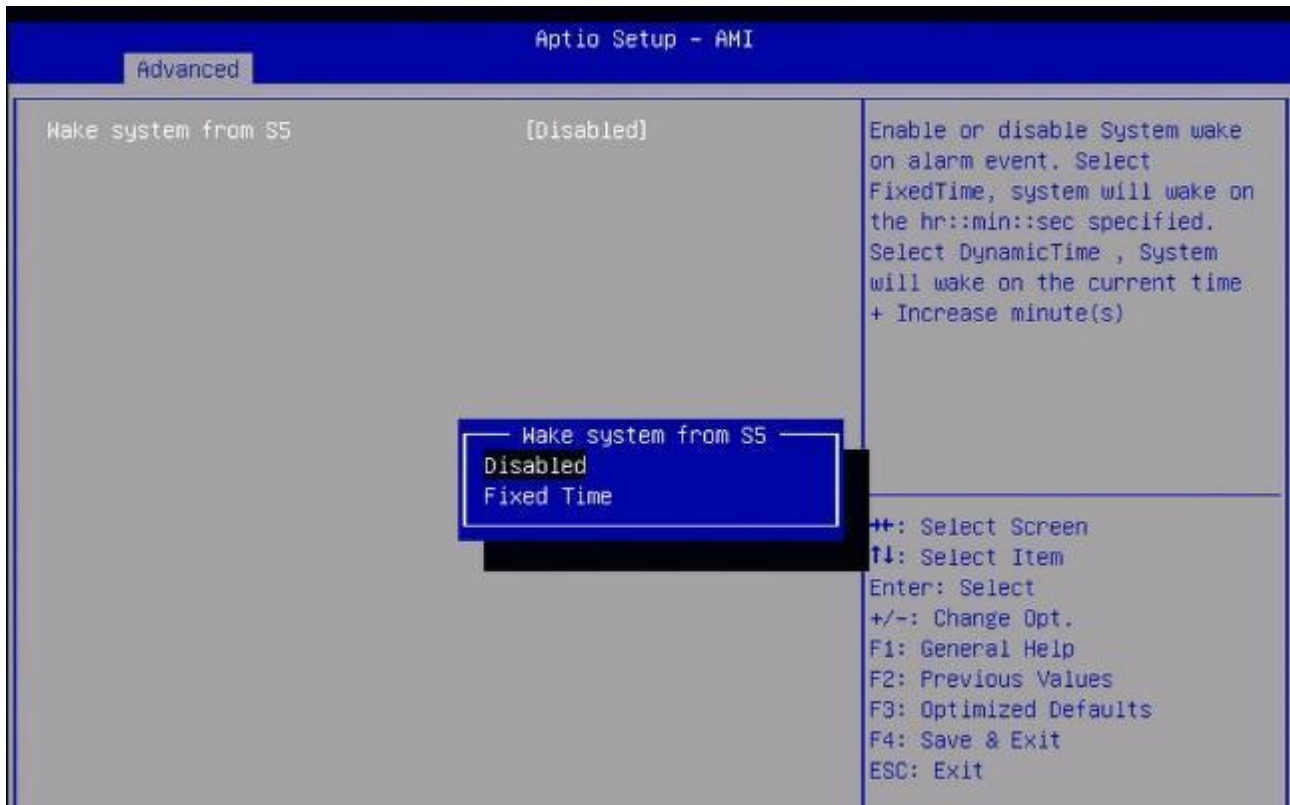 Aptio Setup - AMI
Advanced
Wake system from S5 [Disabled]
Enable or disable System wake
on alarm event. Select
FixedTime, system will wake on
the hr::min::sec specified.
Select DynamicTime , System
will wake on the current time
+ Increase minute(s)
Wake system from S5
Disabled
Fixed Time
→←: Select Screen
↑↓: Select Item
Enter: Select
+/-: Change Opt.
F1: General Help
F2: Previous Values
F3: Optimized Defaults
F4: Save & Exit
ESC: Exit